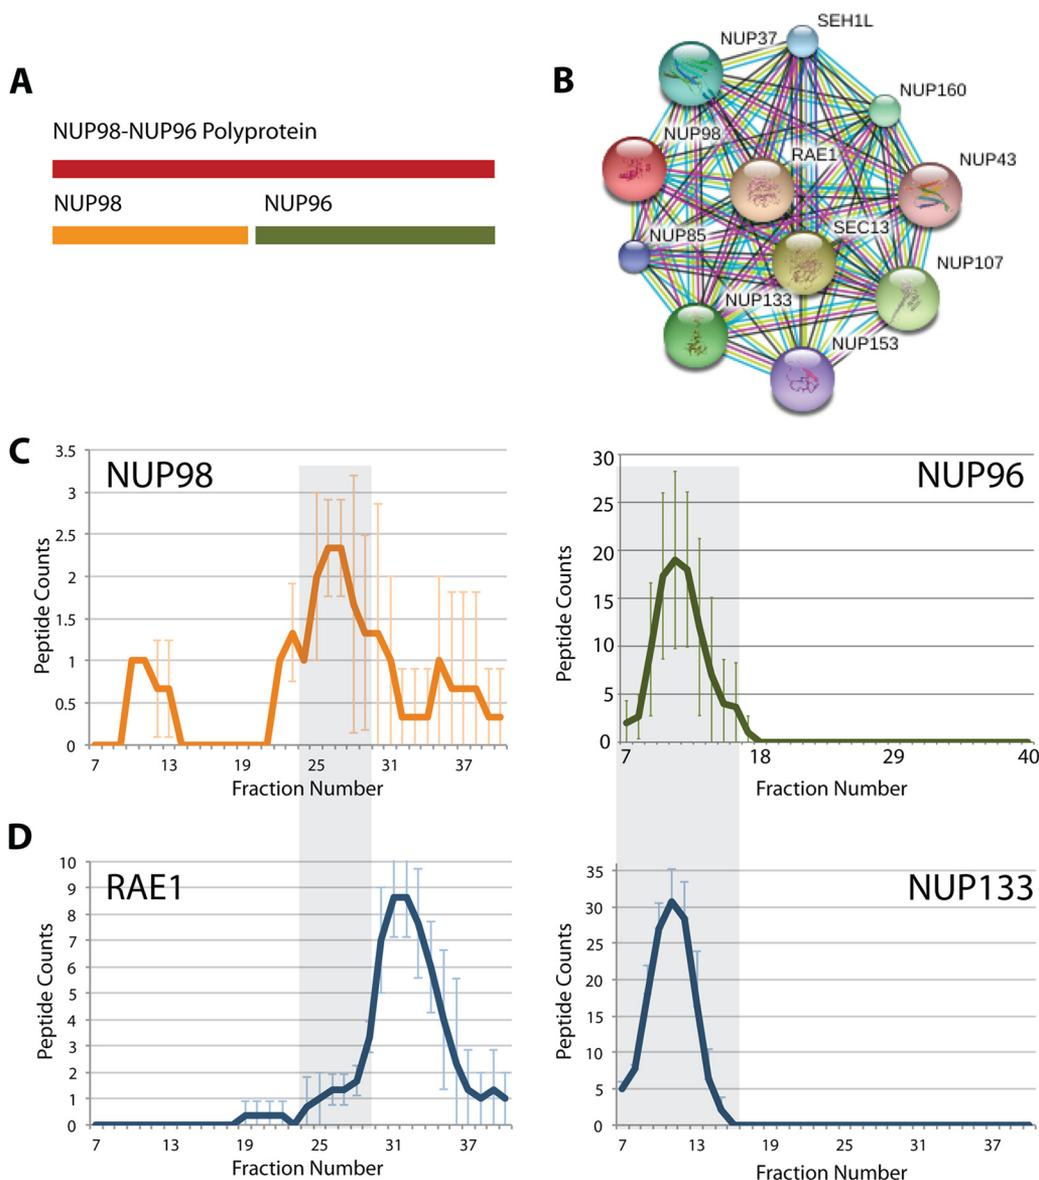 A
NUP98-NUP96 Polyprotein
NUP98
NUP96
B
SEH1L
NUP37
NUP160
NUP98
RAE1
NUP43
SEC13
NUP85
NUP107
NUP133
NUP153
C
NUP98
Peptide Counts
3.5
3
2.5
2
1.5
1
0.5
0
7 13 19 25 31 37
Fraction Number
NUP96
Peptide Counts
30
25
20
15
10
5
0
7 18 29 40
Fraction Number
D
RAE1
Peptide Counts
10
9
8
7
6
5
4
3
2
1
0
7 13 19 25 31 37
Fraction Number
NUP133
Peptide Counts
35
30
25
20
15
10
5
0
7 13 19 25 31 37
Fraction Number